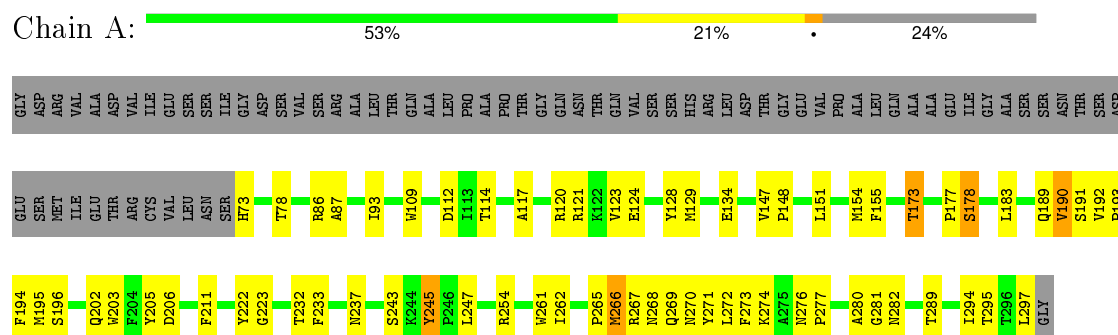 Chain A:
53% 21% • 24%
GLY ASP ARG VAL ALA ASP VAL ILE GLU SER SER ILE GLY ASP SER VAL SER ARG ALA LEU THR GLN ALA LEU PRO ALA PRO THR GLY GLN ASN THR GLN VAL SER SER HIS ARG LEU ASP THR GLY GLU VAL PRO ALA LEU GLN ALA ALA GLU ILE GLY ALA SER SER ASN THR SER ASP
GLU SER MET ILE GLU THR ARG CYS VAL LEU ASN SER H73 T78 R86 A87 I93 W109 D112 I113 T114 A117 R120 R121 K122 V123 E124 Y128 M129 E134 V147 P148 L151 M154 F155 T173 P177 S178 L183 Q189 V190 S191 V192 P193
F194 M195 S196 Q202 W203 F204 Y205 D206 F211 Y222 G223 T232 F233 N237 S243 K244 Y245 P246 L247 R254 W261 I262 P265 M266 R267 N268 Q269 N270 Y271 L272 F273 K274 A275 N276 P277 A280 G281 N282 T289 I294 T295 T296 L297 GLY